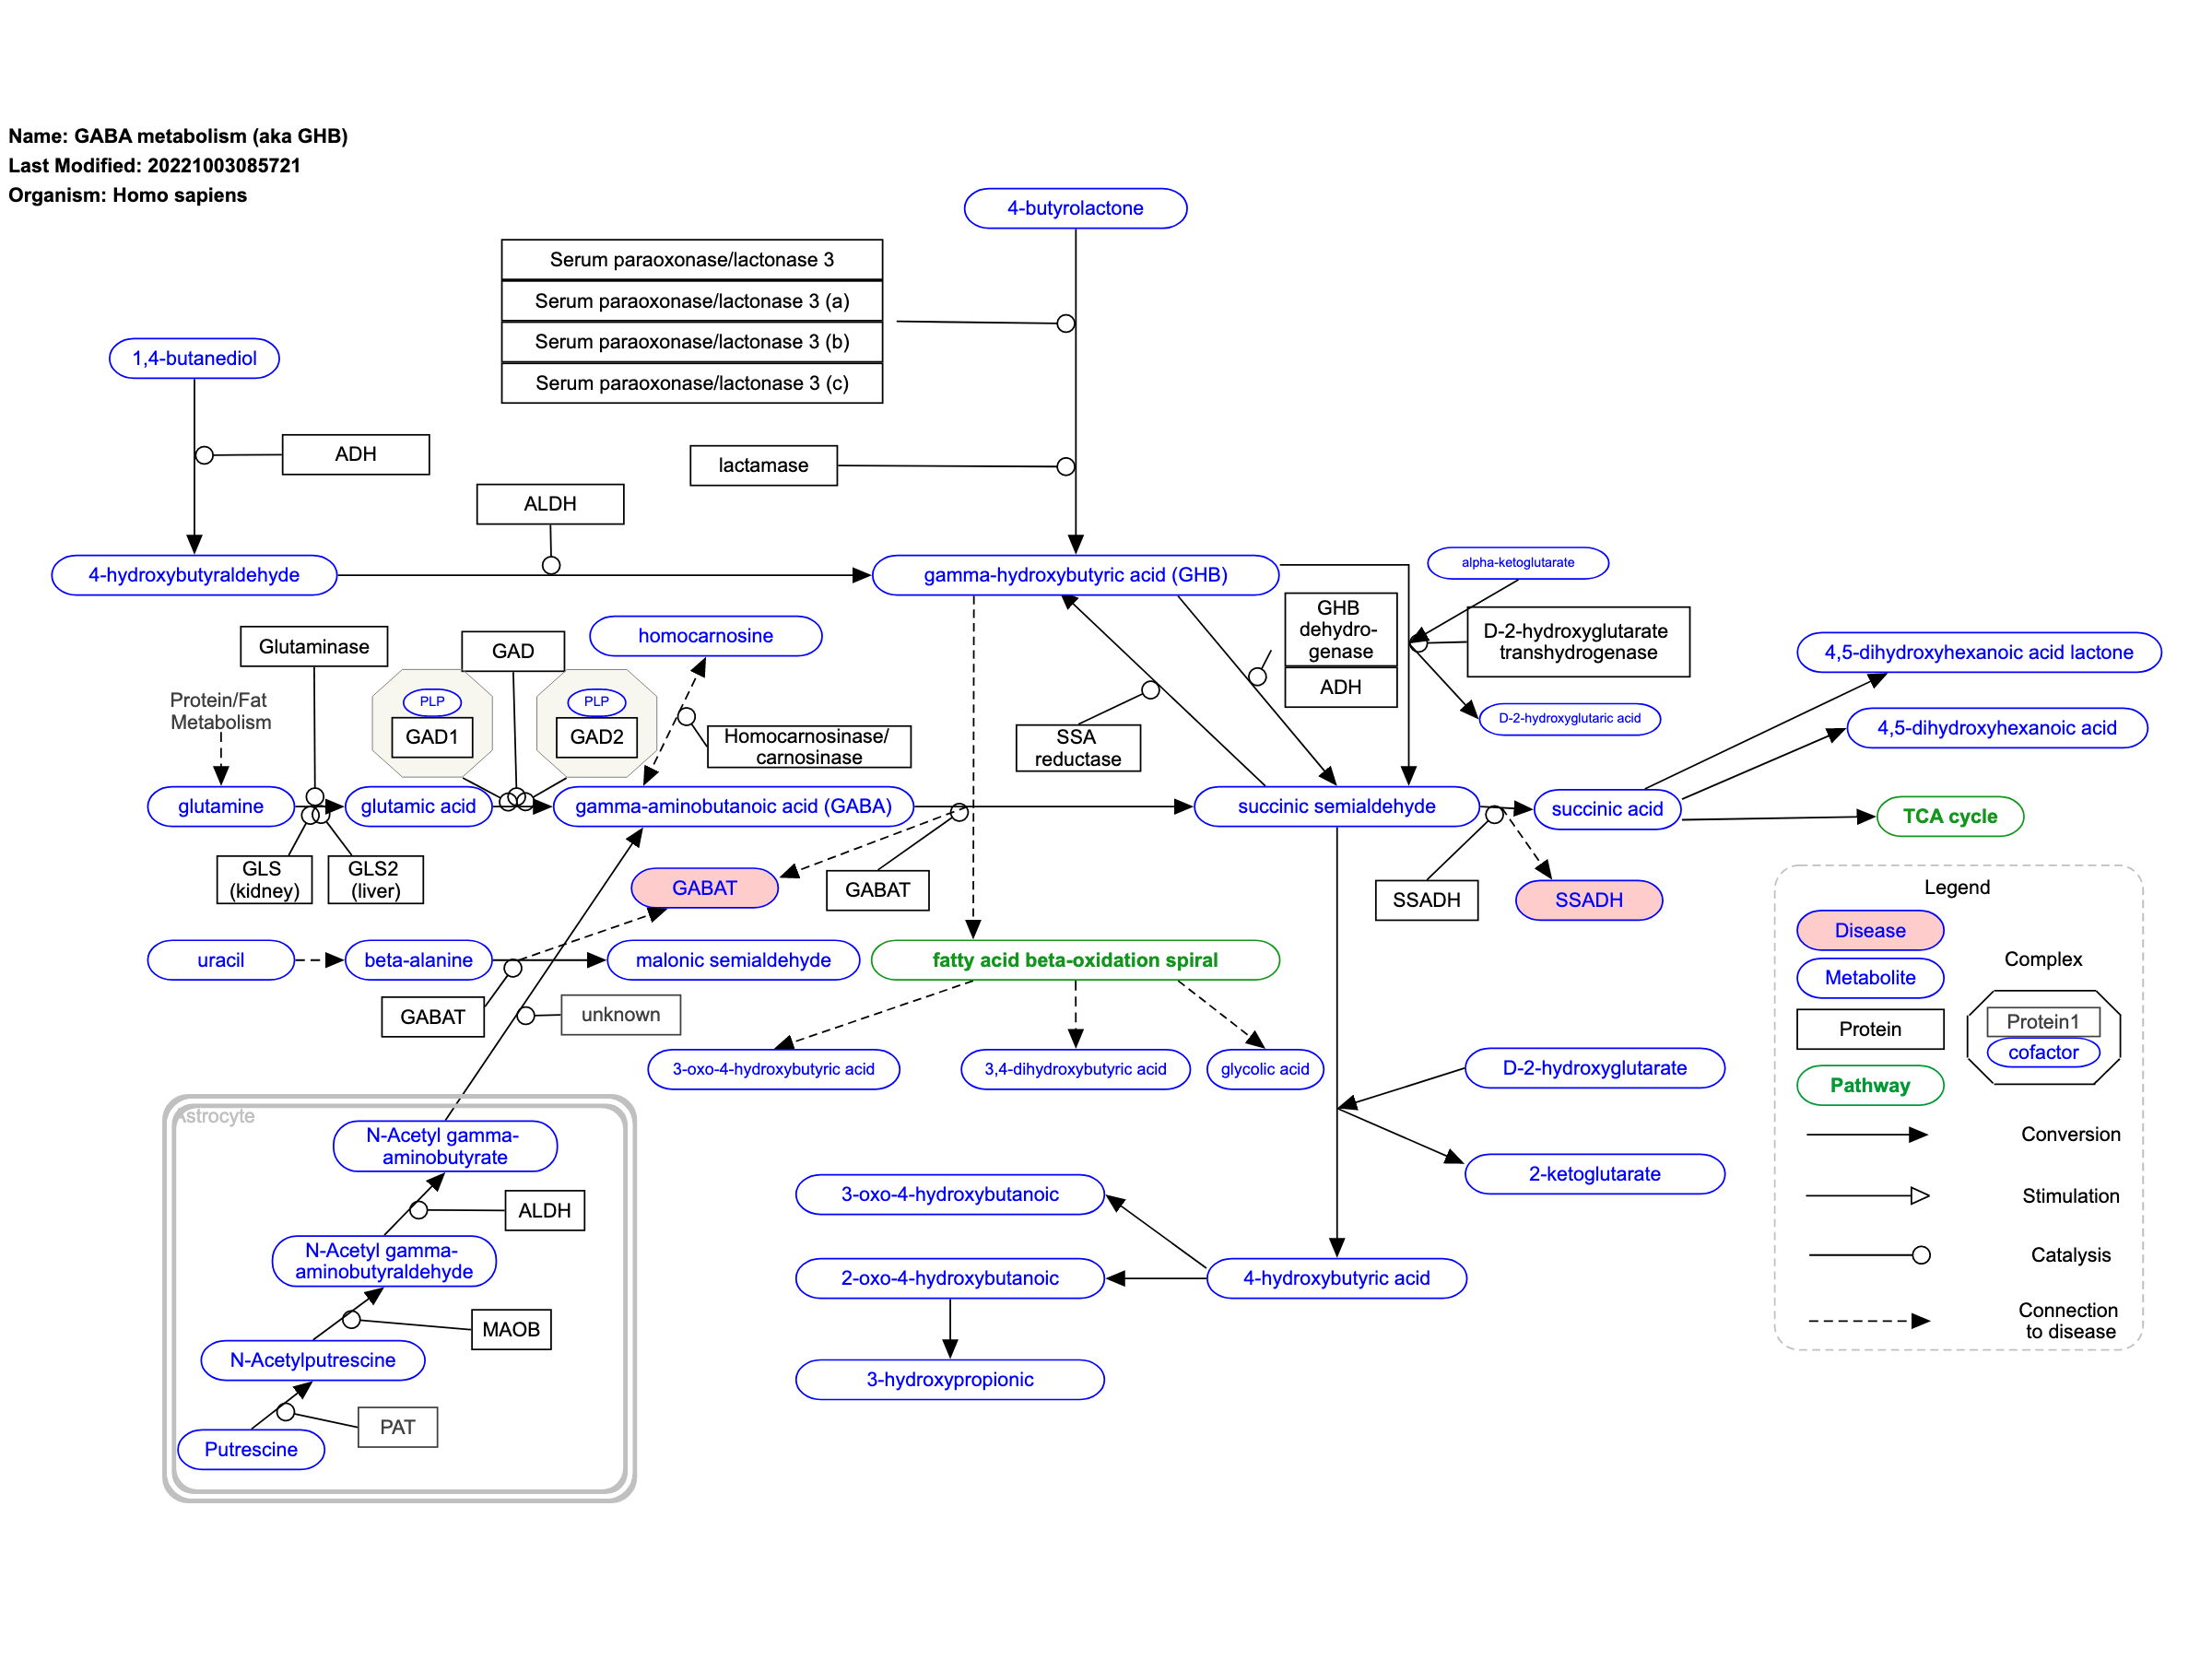 Name: GABA metabolism (aka GHB)
Last Modified: 20221003085721
Organism: Homo sapiens
4-butyrolactone
Serum paraoxonase/lactonase 3
Serum paraoxonase/lactonase 3 (a)
Serum paraoxonase/lactonase 3 (b)
Serum paraoxonase/lactonase 3 (c)
1,4-butanediol
ADH
lactamase
ALDH
4-hydroxybutyraldehyde
gamma-hydroxybutyric acid (GHB)
alpha-ketoglutarate
GHB
dehydro-
genase
ADH
D-2-hydroxyglutarate
transhydrogenase
D-2-hydroxyglutaric acid
4,5-dihydroxyhexanoic acid lactone
4,5-dihydroxyhexanoic acid
Glutaminase
GAD
homocarnosine
Protein/Fat
Metabolism
PLP
GAD1
PLP
GAD2
Homocarnosinase/
carnosinase
SSA
reductase
glutamine
glutamic acid
gamma-aminobutanoic acid (GABA)
succinic semialdehyde
succinic acid
TCA cycle
GLS
(kidney)
GLS2
(liver)
GABAT
GABAT
SSADH
SSADH
uracil
beta-alanine
malonic semialdehyde
fatty acid beta-oxidation spiral
GABAT
unknown
3-oxo-4-hydroxybutyric acid
3,4-dihydroxybutyric acid
glycolic acid
D-2-hydroxyglutarate
2-ketoglutarate
Astrocyte
N-Acetyl gamma-
aminobutyrate
ALDH
N-Acetyl gamma-
aminobutyraldehyde
MAOB
N-Acetylputrescine
PAT
Putrescine
3-oxo-4-hydroxybutanoic
2-oxo-4-hydroxybutanoic
4-hydroxybutyric acid
3-hydroxypropionic
Legend
Disease
Metabolite
Protein
Pathway
Complex
Protein1
cofactor
Conversion
Stimulation
Catalysis
Connection
to disease